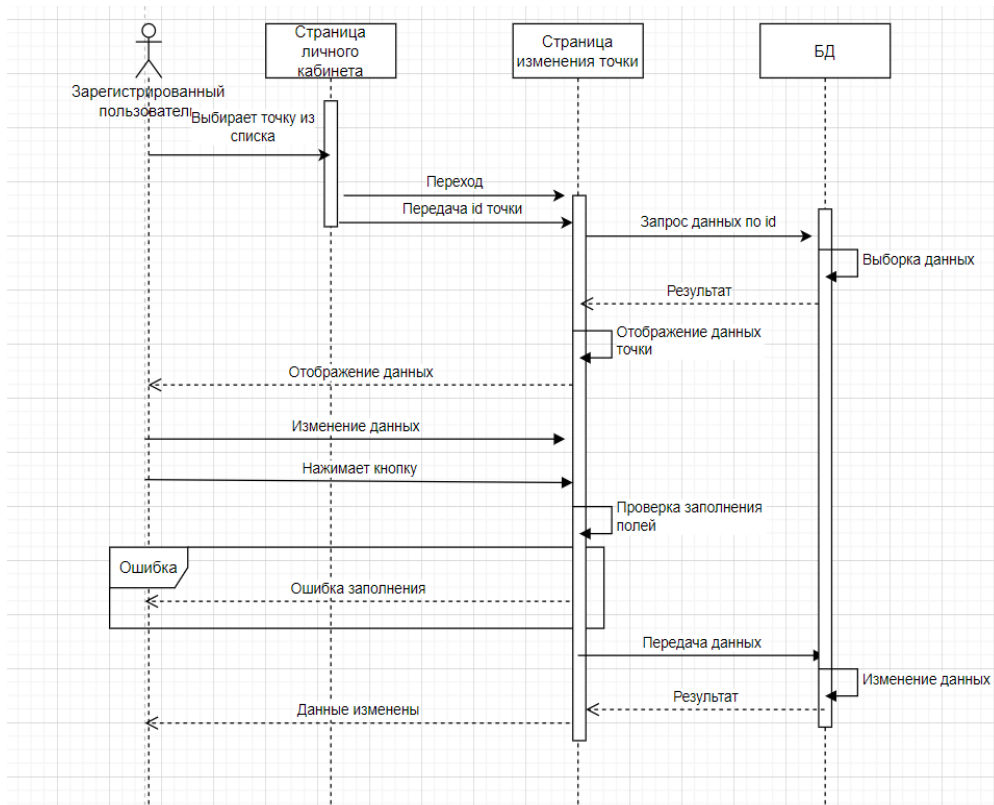 Страница
личного
кабинета
Страница
изменения точки
БД
Зарегистрированный
пользователь
Выбирает точку из
списка
Переход
Передача id точки
Запрос данных по id
Выборка данных
Результат
Отображение данных
точки
Отображение данных
Изменение данных
Нажимает кнопку
Проверка заполнения
полей
Ошибка
Ошибка заполнения
Передача данных
Изменение данных
Результат
Данные изменены